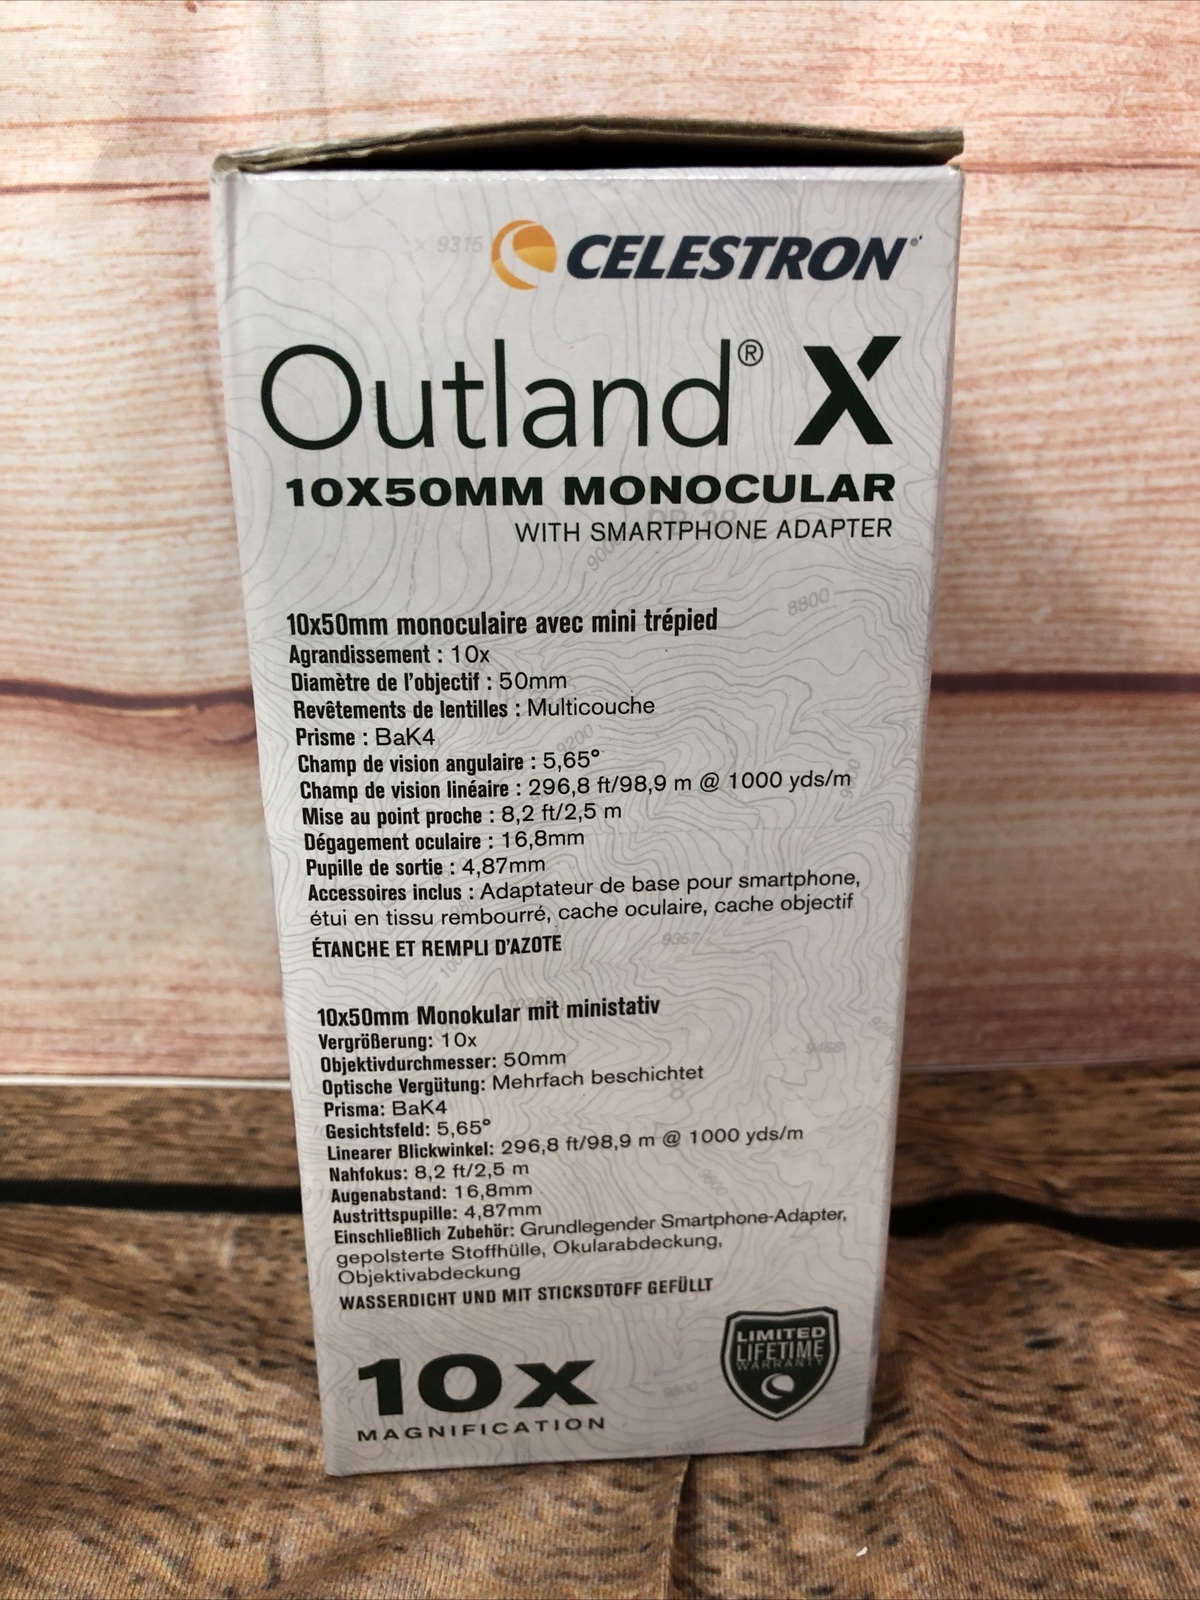 9315
CELESTRON®
Outland® X
10X50MM MONOCULAR
WITH SMARTPHONE ADAPTER
8800
10x50mm monoculaire avec mini trépied
Agrandissement : 10x
Diamètre de l'objectif : 50mm
Revêtements de lentilles : Multicouche
Prisme : BaK4
Champ de vision angulaire : 5,65°
Champ de vision linéaire : 296,8 ft/98,9 m @ 1000 yds/m
Mise au point proche : 8,2 ft/2,5 m
Dégagement oculaire : 16,8mm
Pupille de sortie : 4,87mm
Accessoires inclus : Adaptateur de base pour smartphone,
étui en tissu rembourré, cache oculaire, cache objectif
ÉTANCHE ET REMPLI D'AZOTE
9357
10x50mm Monokular mit ministativ
Vergrößerung: 10x
Objektivdurchmesser: 50mm
Optische Vergütung: Mehrfach beschichtet
Prisma: BaK4
Gesichtsfeld: 5,65°
Linearer Blickwinkel: 296,8 ft/98,9 m @ 1000 yds/m
Nahfokus: 8,2 ft/2,5 m
Augenabstand: 16,8mm
Austrittspupille: 4,87mm
Einschließlich Zubehör: Grundlegender Smartphone-Adapter,
gepolsterte Stoffhülle, Okularabdeckung,
Objektivabdeckung
WASSERDICHT UND MIT STICKSDTOFF GEFÜLLT
LIMITED
LIFETIME
WARRANTY
10x
MAGNIFICATION